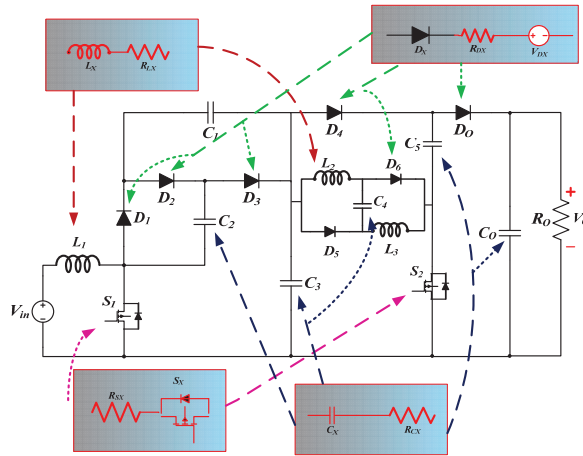 L_X R_LX
D_X R_DX + − V_DX
C_1 D_4 D_O
C_5
L_2 D_6
D_2 D_3
D_1 C_2 C_4
L_1 D_5 L_3
C_O R_O + V_o −
S_1 C_3 S_2
V_in + −
R_SX S_X
C_X R_CX